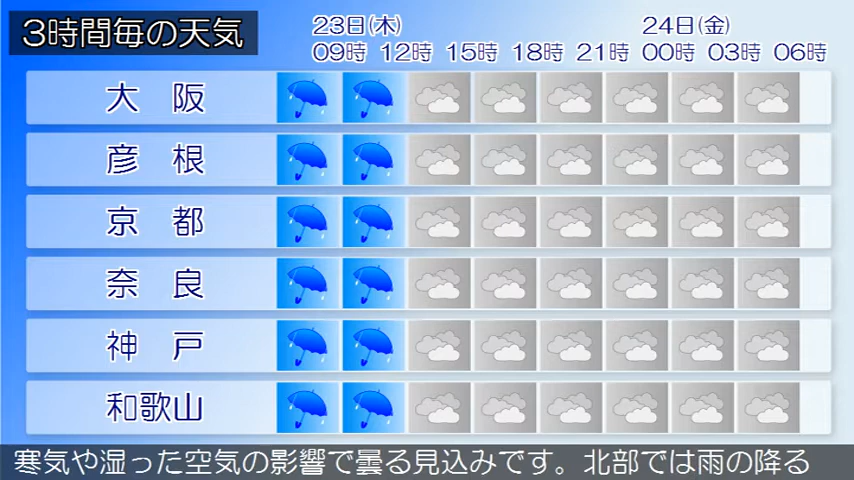 3時間毎の天気
23日(木) 24日(金)
09時 12時 15時 18時 21時 00時 03時 06時
大 阪
彦 根
京 都
奈 良
神 戸
和歌山
寒気や湿った空気の影響で曇る見込みです。北部では雨の降る